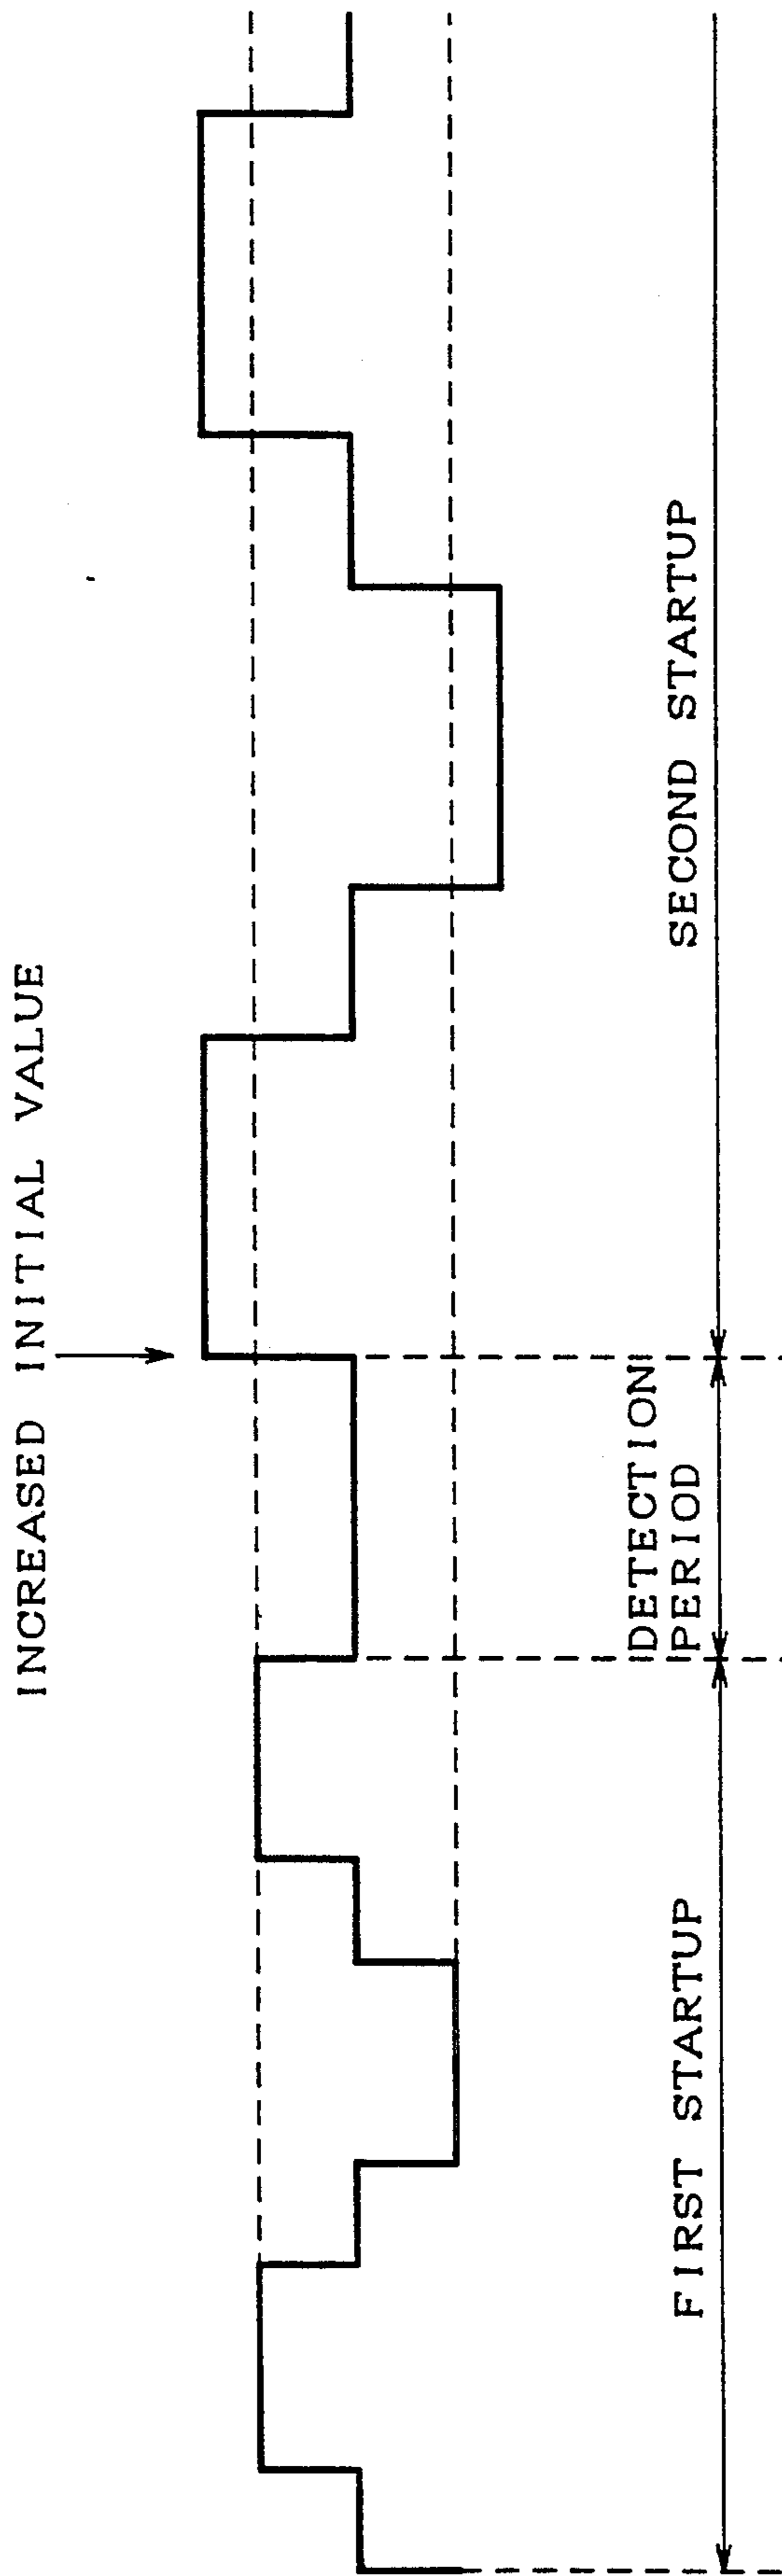 INCREASED INITIAL VALUE
FIRST STARTUP
DETECTION
PERIOD
SECOND STARTUP